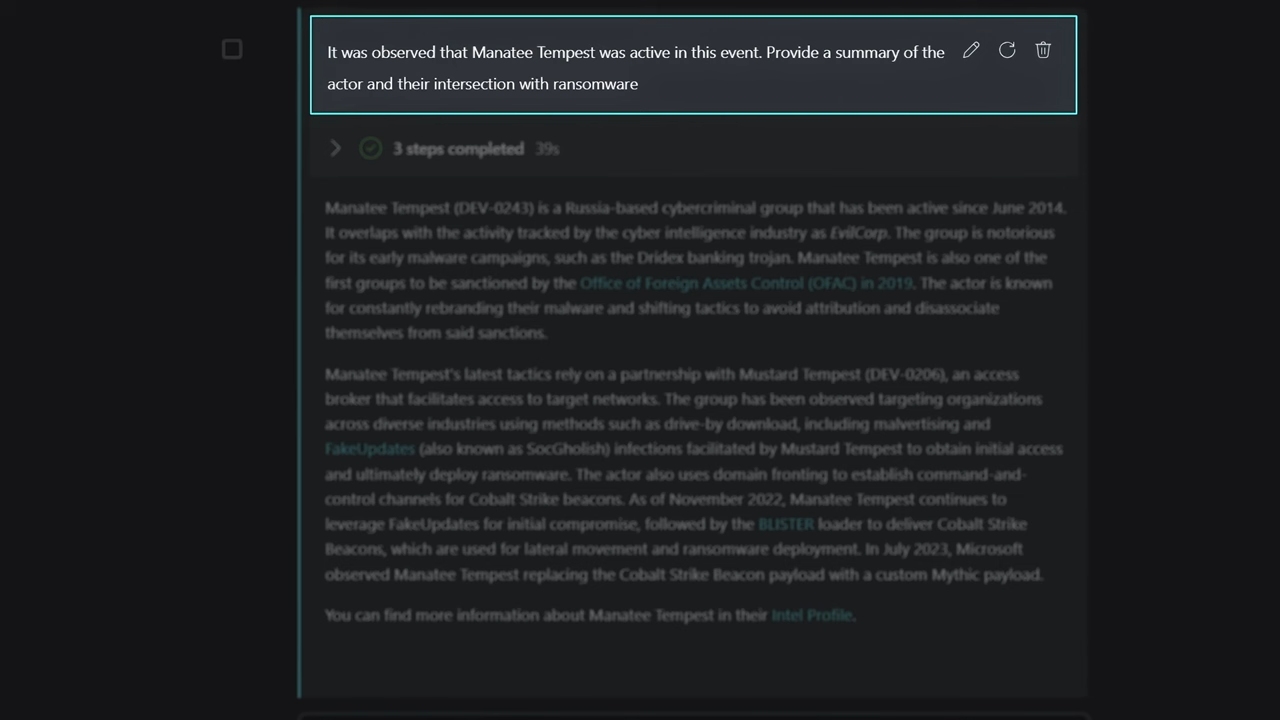 It was observed that Manatee Tempest was active in this event. Provide a summary of the
actor and their intersection with ransomware
3 steps completed 39s
Manatee Tempest (DEV-0243) is a Russia-based cybercriminal group that has been active since June 2014.
It overlaps with the activity tracked by the cyber intelligence industry as EvilCorp. The group is notorious
for its early malware campaigns, such as the Dridex banking trojan. Manatee Tempest is also one of the
first groups to be sanctioned by the Office of Foreign Assets Control (OFAC) in 2019. The actor is known
for constantly rebranding their malware and shifting tactics to avoid attribution and disassociate
themselves from said sanctions.
Manatee Tempest's latest tactics rely on a partnership with Mustard Tempest (DEV-0206), an access
broker that facilitates access to target networks. The group has been observed targeting organizations
across diverse industries using methods such as drive-by download, including malvertising and
FakeUpdates (also known as SocGholish) infections facilitated by Mustard Tempest to obtain initial access
and ultimately deploy ransomware. The actor also uses domain fronting to establish command-and-
control channels for Cobalt Strike beacons. As of November 2022, Manatee Tempest continues to
leverage FakeUpdates for initial compromise, followed by the BLISTER loader to deliver Cobalt Strike
Beacons, which are used for lateral movement and ransomware deployment. In July 2023, Microsoft
observed Manatee Tempest replacing the Cobalt Strike Beacon payload with a custom Mythic payload.
You can find more information about Manatee Tempest in their Intel Profile.